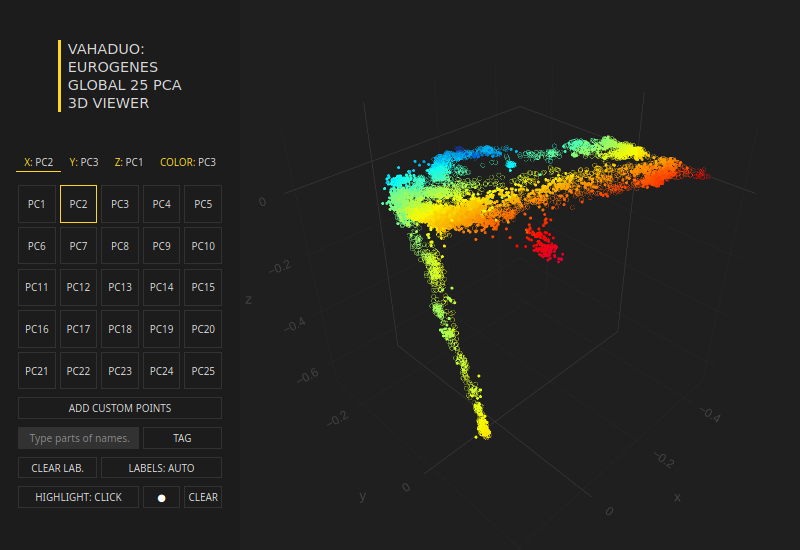 VAHADUO:
EUROGENES
GLOBAL 25 PCA
3D VIEWER
X: PC2 Y: PC3 Z: PC1 COLOR: PC3
PC1 PC2 PC3 PC4 PC5
PC6 PC7 PC8 PC9 PC10
PC11 PC12 PC13 PC14 PC15
PC16 PC17 PC18 PC19 PC20
PC21 PC22 PC23 PC24 PC25
ADD CUSTOM POINTS
Type parts of names. TAG
CLEAR LAB. LABELS: AUTO
HIGHLIGHT: CLICK ● CLEAR
0
−0.2
z
−0.4
−0.6
−0.2
0
y
−0.4
−0.2
x
0